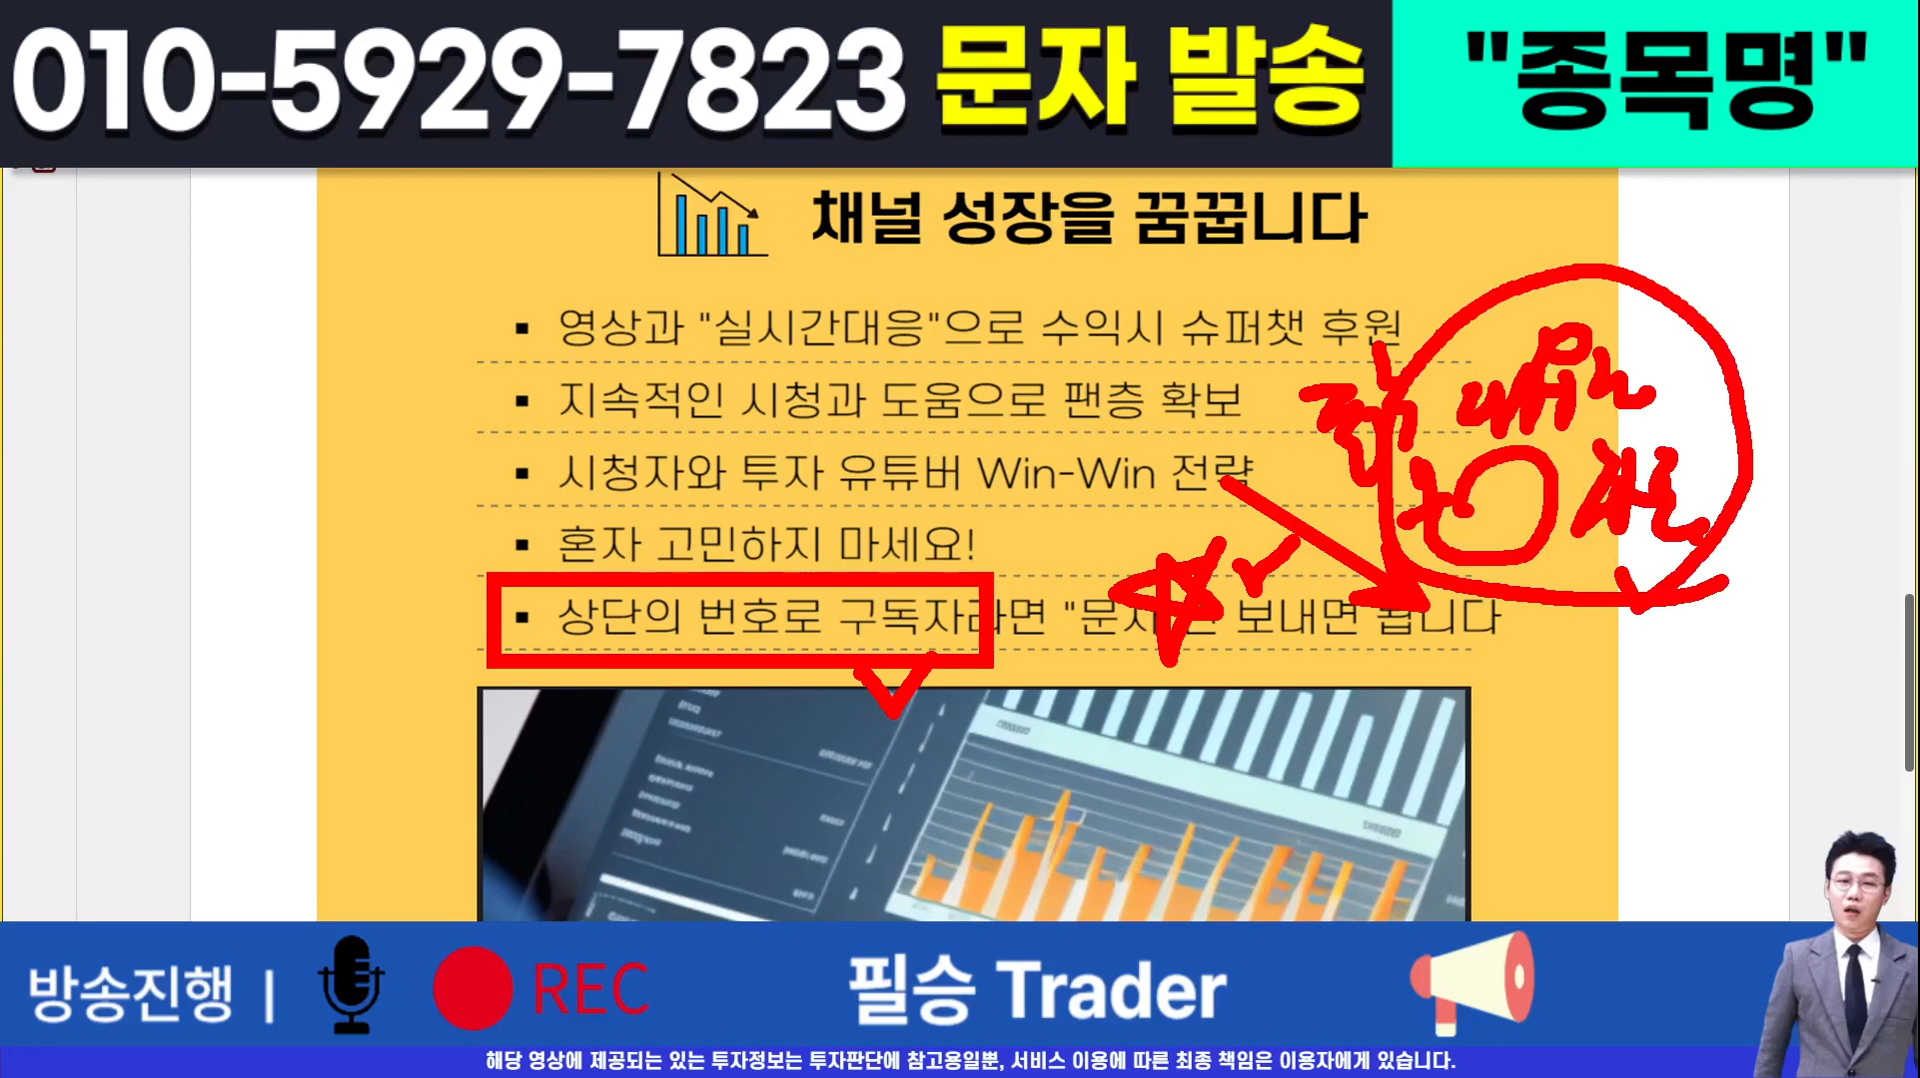 010-5929-7823 문자 발송 "종목명"
채널 성장을 꿈꿉니다
▪ 영상과 "실시간대응"으로 수익시 슈퍼챗 후원
▪ 지속적인 시청과 도움으로 팬층 확보
▪ 시청자와 투자 유튜버 Win-Win 전략
▪ 혼자 고민하지 마세요!
▪ 상단의 번호로 구독자라면 "문자" 보내면 됩니다
방송진행 | REC 필승 Trader
해당 영상에 제공되는 있는 투자정보는 투자판단에 참고용일뿐, 서비스 이용에 따른 최종 책임은 이용자에게 있습니다.